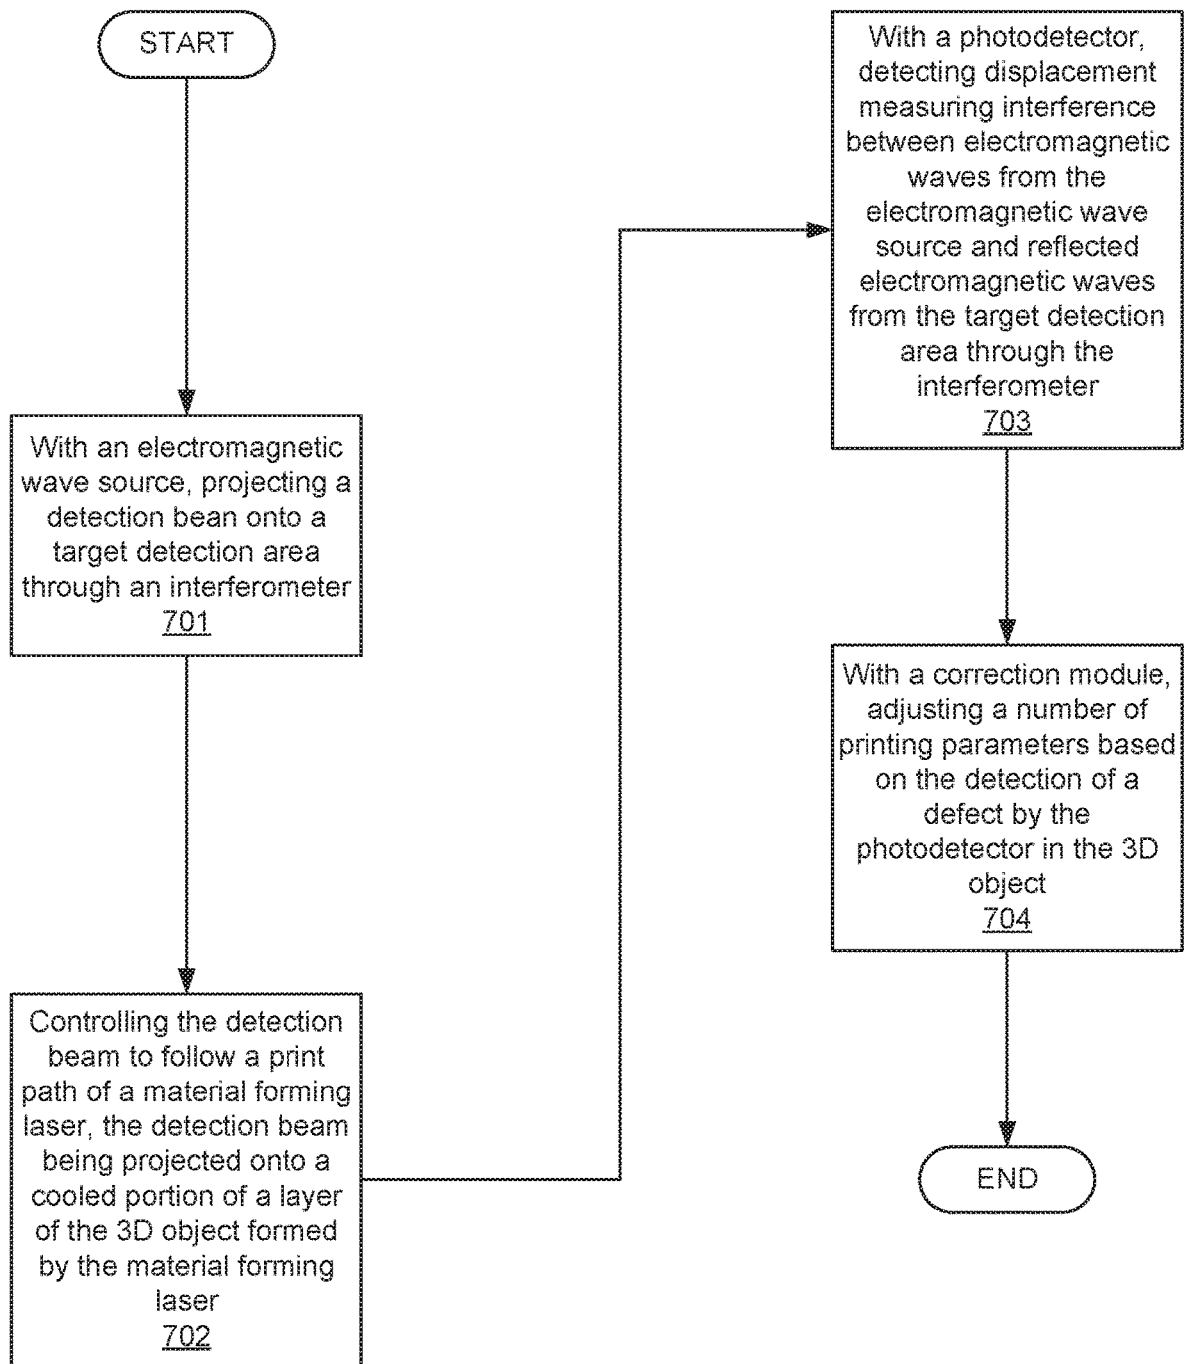 START
With an electromagnetic
wave source, projecting a
detection bean onto a
target detection area
through an interferometer
701
Controlling the detection
beam to follow a print
path of a material forming
laser, the detection beam
being projected onto a
cooled portion of a layer
of the 3D object formed
by the material forming
laser
702
With a photodetector,
detecting displacement
measuring interference
between electromagnetic
waves from the
electromagnetic wave
source and reflected
electromagnetic waves
from the target detection
area through the
interferometer
703
With a correction module,
adjusting a number of
printing parameters based
on the detection of a
defect by the
photodetector in the 3D
object
704
END